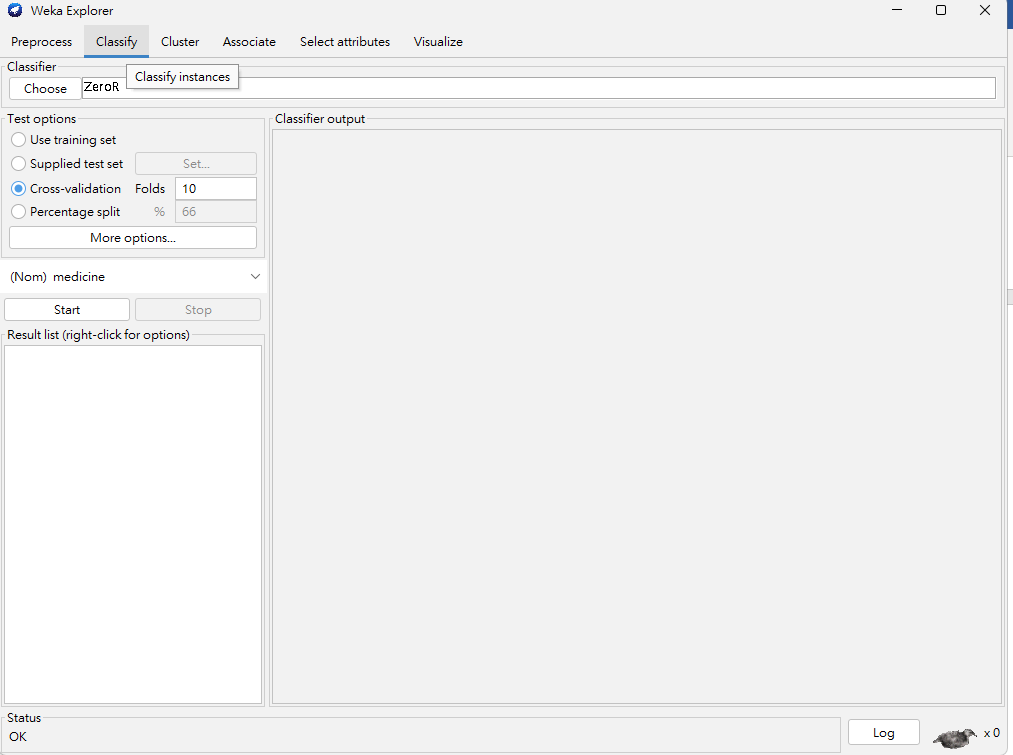 Weka Explorer
Preprocess Classify Cluster Associate Select attributes Visualize
Classifier
Classify instances
Choose ZeroR
Test options
Use training set
Supplied test set Set...
Cross-validation Folds 10
Percentage split % 66
More options...
(Nom) medicine
Start Stop
Result list (right-click for options)
Classifier output
Status
OK
Log x 0